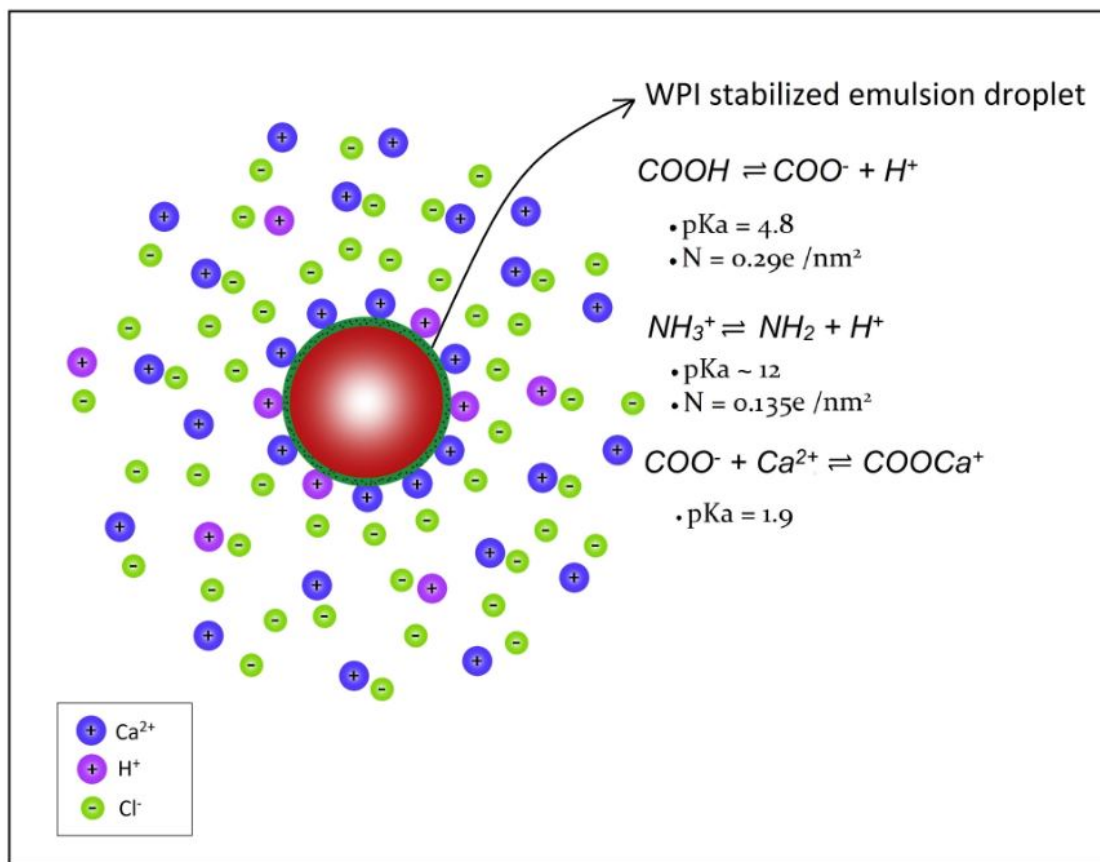 WPI stabilized emulsion droplet
COOH ⇌ COO⁻ + H⁺
• pKa = 4.8
• N = 0.29e /nm²
NH₃⁺ ⇌ NH₂ + H⁺
• pKa ~ 12
• N = 0.135e /nm²
COO⁻ + Ca²⁺ ⇌ COOCa⁺
• pKa = 1.9
+ Ca²⁺
+ H⁺
- Cl⁻